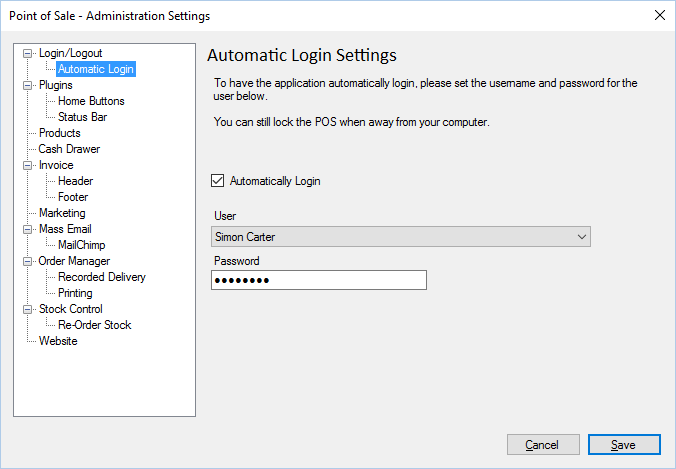 Point of Sale - Administration Settings
Login/Logout
Automatic Login
Plugins
Home Buttons
Status Bar
Products
Cash Drawer
Invoice
Header
Footer
Marketing
Mass Email
MailChimp
Order Manager
Recorded Delivery
Printing
Stock Control
Re-Order Stock
Website
Automatic Login Settings
To have the application automatically login, please set the username and password for the
user below.
You can still lock the POS when away from your computer.
Automatically Login
User
Simon Carter
Password
●●●●●●●●
Cancel
Save